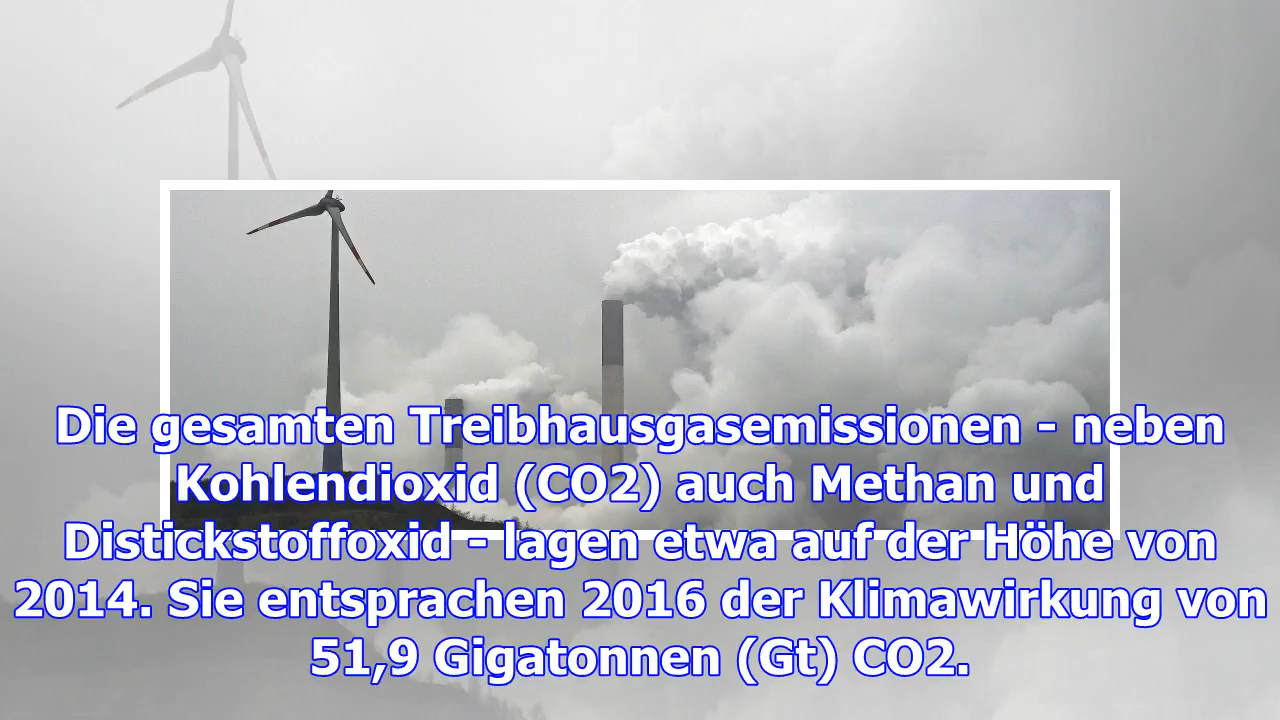 Die gesamten Treibhausgasemissionen - neben
Kohlendioxid (CO2) auch Methan und
Distickstoffoxid - lagen etwa auf der Höhe von
2014. Sie entsprachen 2016 der Klimawirkung von
51,9 Gigatonnen (Gt) CO2.